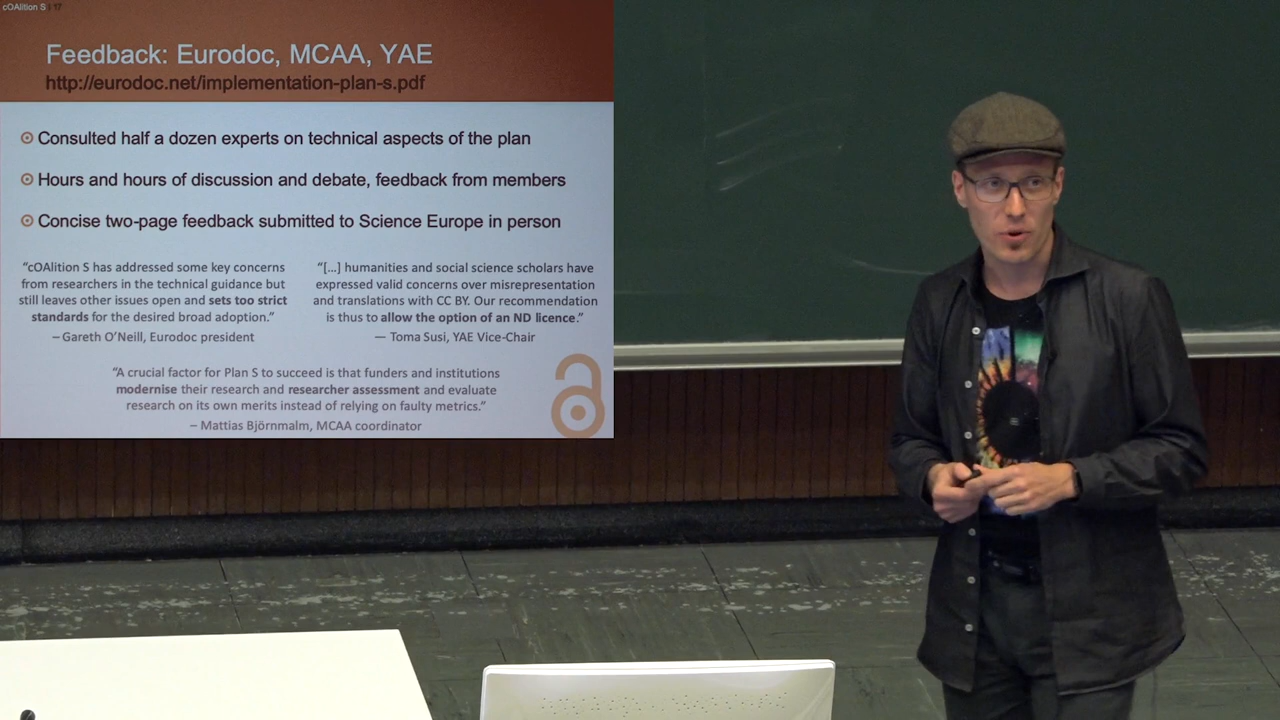 cOAlition S | 17
Feedback: Eurodoc, MCAA, YAE
http://eurodoc.net/implementation-plan-s.pdf
Consulted half a dozen experts on technical aspects of the plan
Hours and hours of discussion and debate, feedback from members
Concise two-page feedback submitted to Science Europe in person
“cOAlition S has addressed some key concerns
from researchers in the technical guidance but
still leaves other issues open and sets too strict
standards for the desired broad adoption.”
– Gareth O’Neill, Eurodoc president
“[…] humanities and social science scholars have
expressed valid concerns over misrepresentation
and translations with CC BY. Our recommendation
is thus to allow the option of an ND licence.”
— Toma Susi, YAE Vice-Chair
“A crucial factor for Plan S to succeed is that funders and institutions
modernise their research and researcher assessment and evaluate
research on its own merits instead of relying on faulty metrics.”
– Mattias Björnmalm, MCAA coordinator